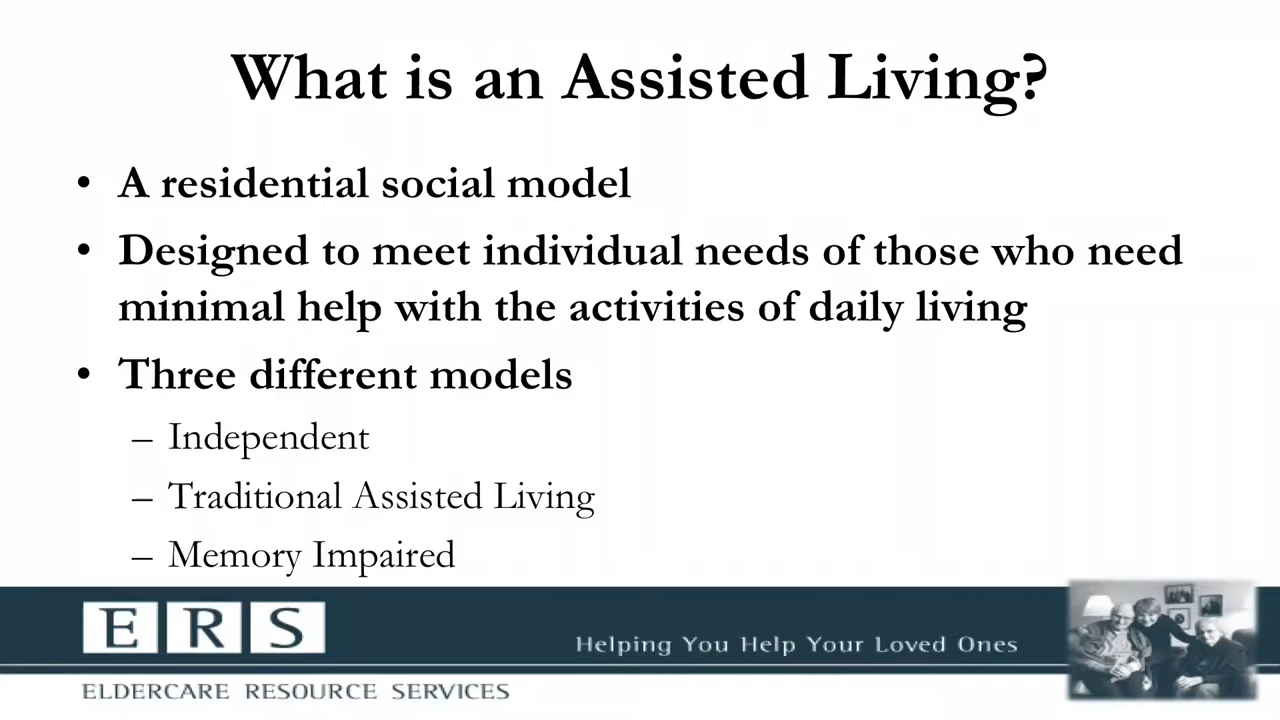 What is an Assisted Living?
• A residential social model
• Designed to meet individual needs of those who need
minimal help with the activities of daily living
• Three different models
– Independent
– Traditional Assisted Living
– Memory Impaired
ERS
Helping You Help Your Loved Ones
ELDERCARE RESOURCE SERVICES